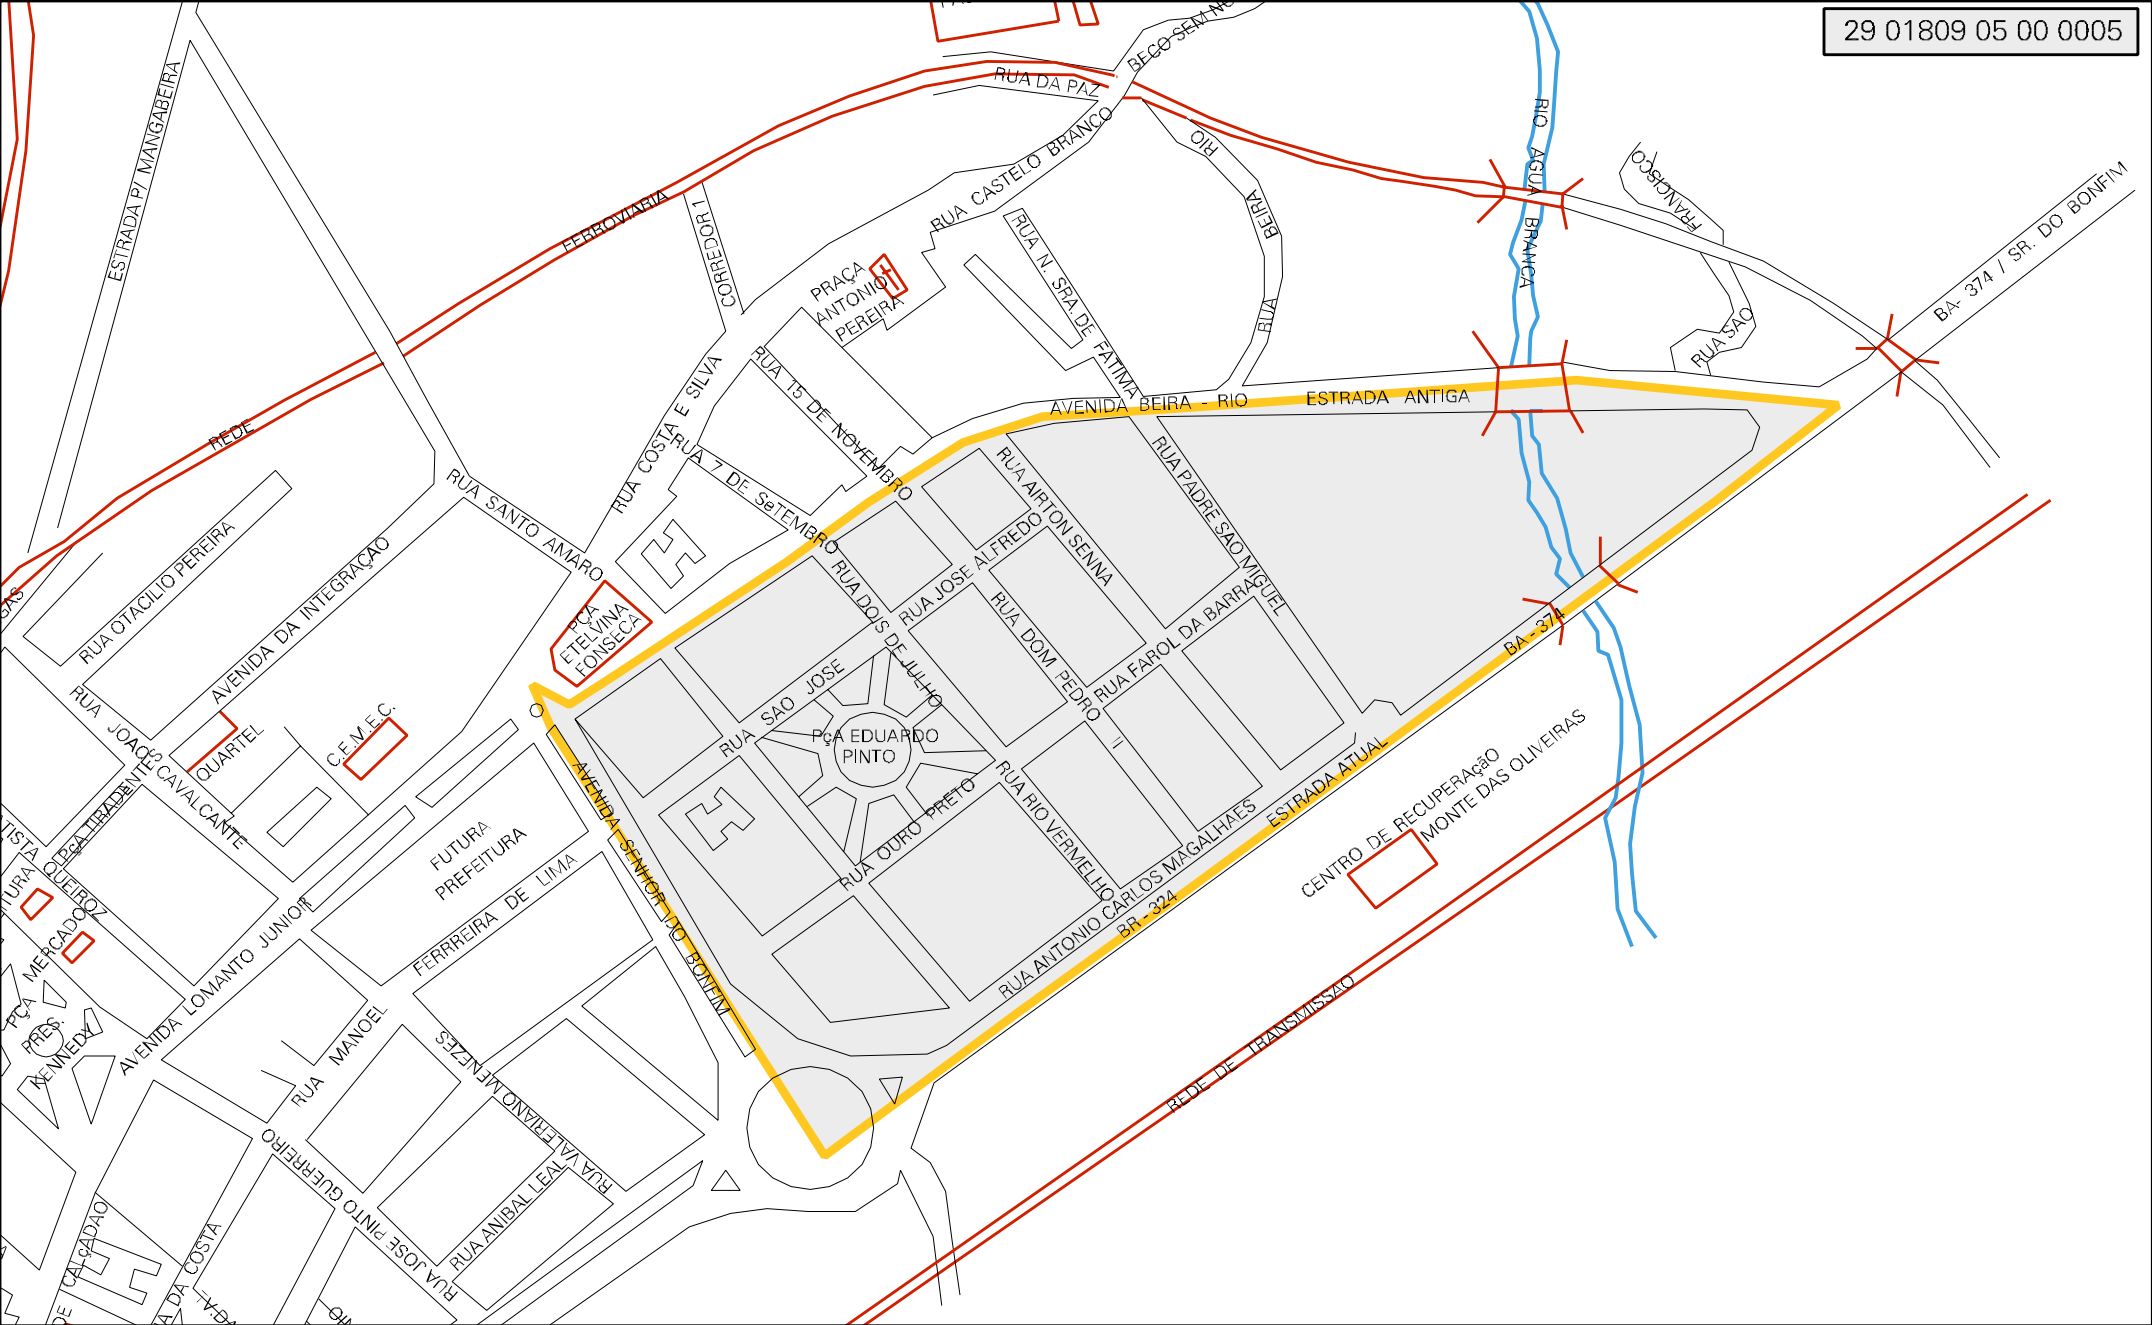 29 01809 05 00 0005
BECO SEM
RUA DA PAZ
ESTRADA P/ MANGABEIRA
RIO AGUA BRANCA
RUA BEIRA RIO
RUA SAO FRANCISCO
BA- 374 / SR. DO BONFIM
RUA CASTELO BRANCO
REDE FERROVIARIA
CORREDOR 1
PRAÇA
ANTONIO
PEREIRA
RUA N. SRA. DE FATIMA
RUA 15 DE NOVEMBRO
RUA COSTA E SILVA
AVENIDA BEIRA - RIO
ESTRADA ANTIGA
RUA 7 DE SeTEMBRO
RUA SANTO AMARO
RUA PADRE SAO MIGUEL
RUA AIRTON SENNA
RUA JOSE ALFREDO
RUA OTACILIO PEREIRA
AVENIDA DA INTEGRAÇÃO
PÇA
ETELVINA
FONSECA
RUA DOIS DE JULHO
RUA DOM PEDRO II
RUA FAROL DA BARRA
BA - 374
RUA SAO JOSE
PçA EDUARDO
PINTO
RUA JOAO CAVALCANTE
QUARTEL
C.E.M.E.C.
PçA TIRADENTES
RUA OURO PRETO
RUA RIO VERMELHO
ESTRADA ATUAL
RUA ANTONIO CARLOS MAGALHAES
BR - 324
AVENIDA SENHOR DO BONFIM
FUTURA
PREFEITURA
FERRREIRA DE LIMA
CENTRO DE RECUPERAçãO
MONTE DAS OLIVEIRAS
QUEIROZ
MERCADO
AVENIDA LOMANTO JUNIOR
PÇA
PRES.
KENNEDY
RUA MANOEL
RUA VALERIANO MENEZES
REDE DE TRANSMISSAO
RUA JOSE PINTO GUERREIRO
RUA ANIBAL LEAL
CALçADAO
DA COSTA